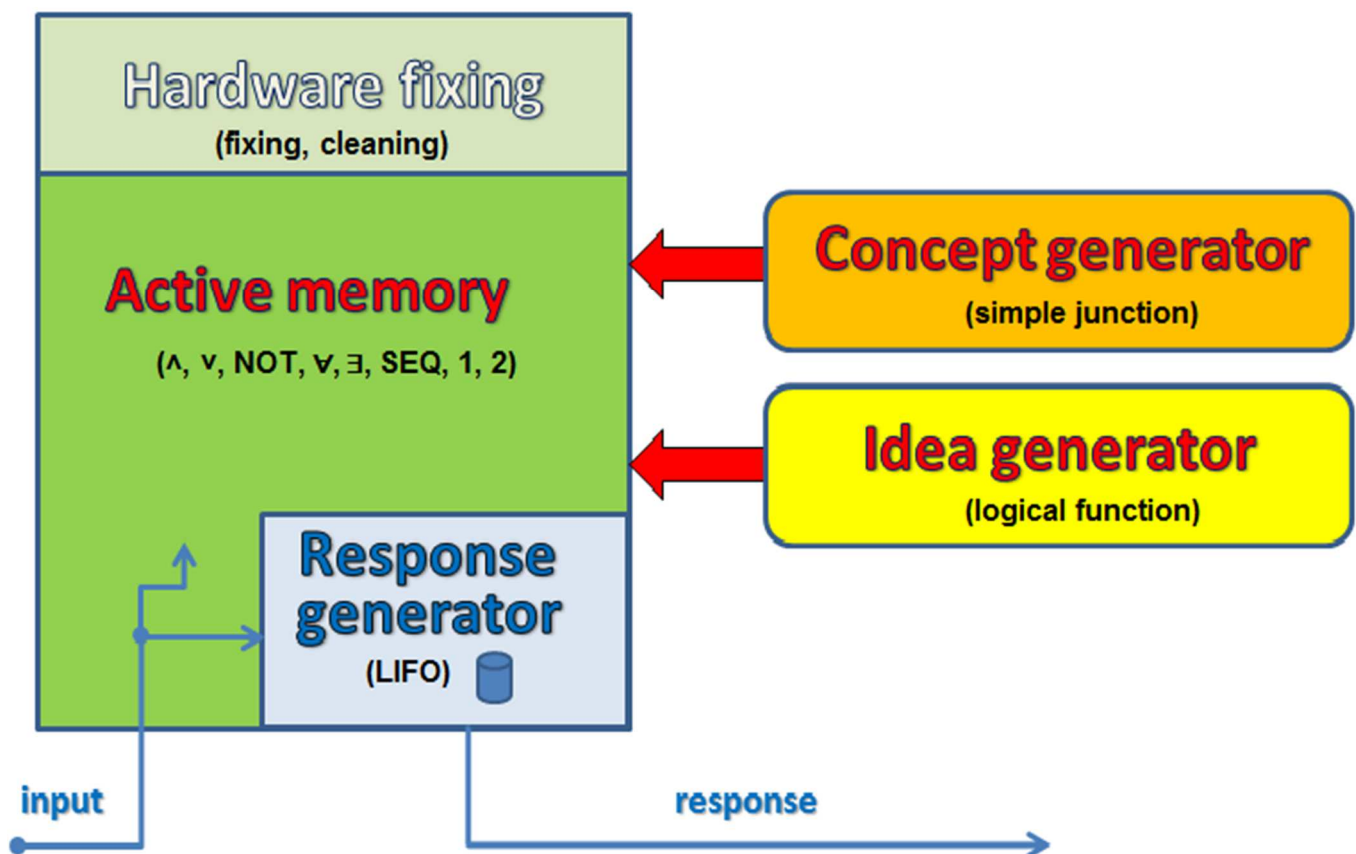 Hardware fixing
(fixing, cleaning)
Active memory
(∧, ∨, NOT, ∀, ∃, SEQ, 1, 2)
Concept generator
(simple junction)
Idea generator
(logical function)
Response
generator
(LIFO)
input
response